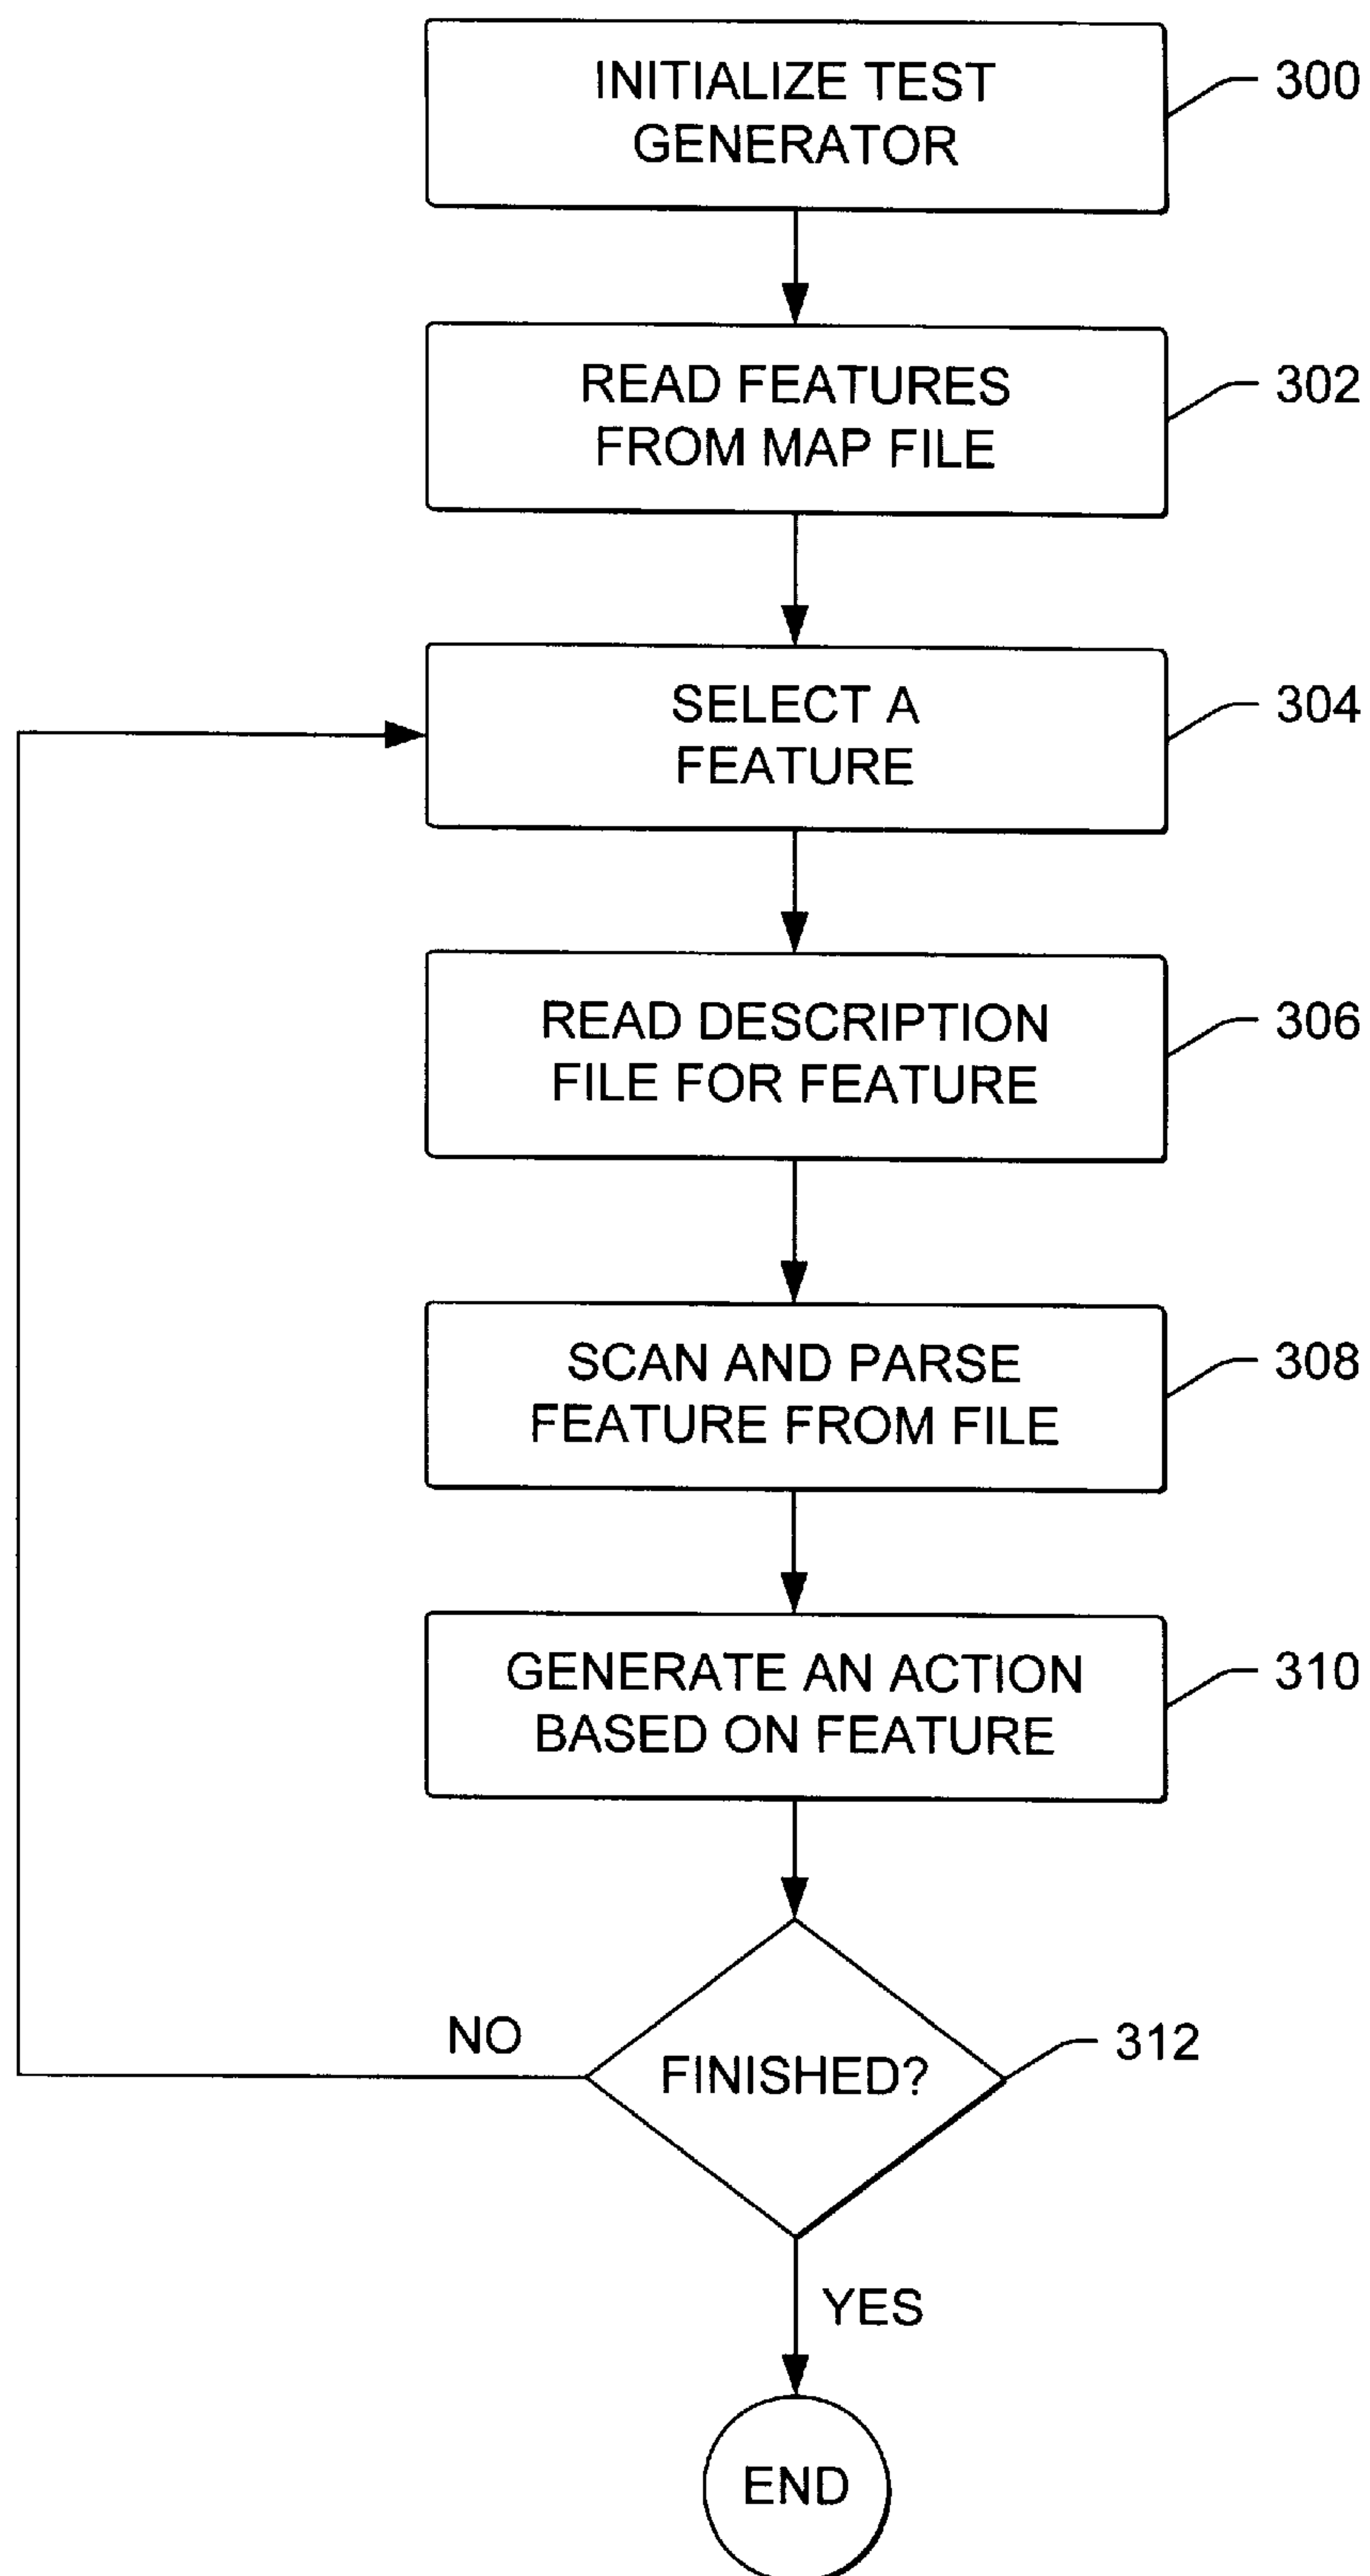 INITIALIZE TEST
GENERATOR
300
READ FEATURES
FROM MAP FILE
302
SELECT A
FEATURE
304
READ DESCRIPTION
FILE FOR FEATURE
306
SCAN AND PARSE
FEATURE FROM FILE
308
GENERATE AN ACTION
BASED ON FEATURE
310
NO
FINISHED?
312
YES
END